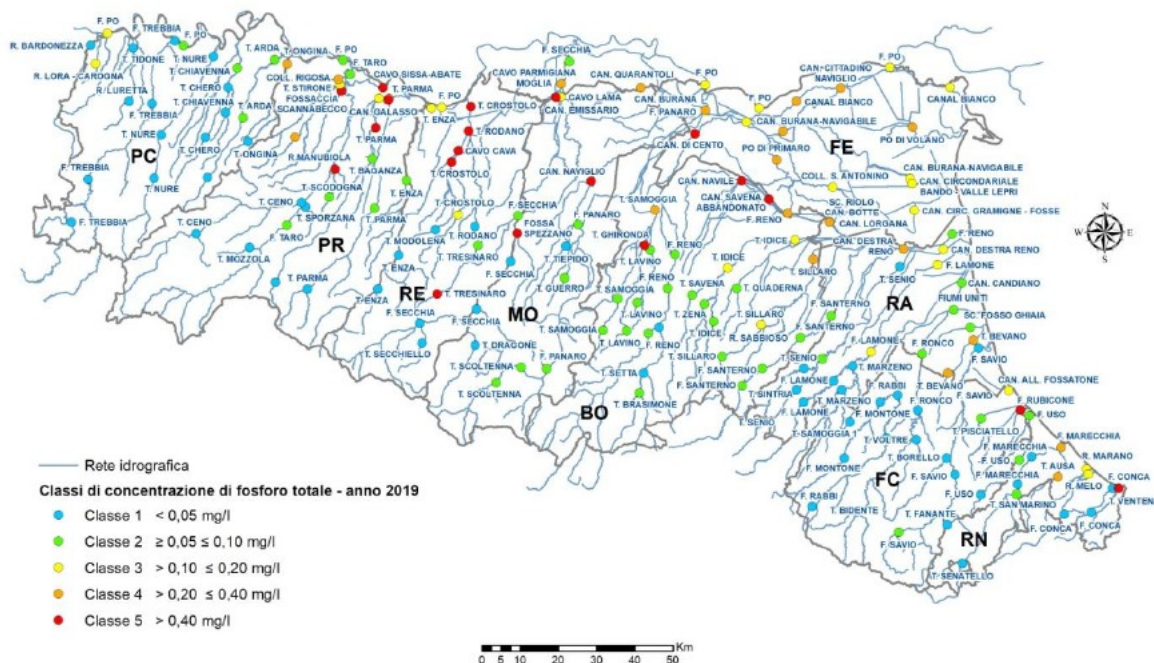 F. PO
F. TREBBIA
F. PO
R. BARDONEZZA
T. TIDONE
T. NURE
T. ARDA
T. ONGINA
F. PO
F. TARO
F. SECCHIA
R. LORA - CAROGNA
T. CHIAVENNA
COLL. RIGOSA
CAVO SISSA-ABATE
CAVO PARMIGIANA
MOGLIA
CAN. QUARANTOLI
F. PO
CAN. CITTADINO
NAVIGLIO
F. PO
R. LURETTA
T. CHERO
T. STIRONE
T. PARMA
CAVO LAMA
CANAL BIANCO
CANAL BIANCO
F. TREBBIA
T. CHIAVENNA
FOSSACCIA
SCANNABECCO
CAN. GALASSO
F. PO
T. ENZA
T. CROSTOLO
CAN. EMISSARIO
CAN. BURANA
F. PANARO
F. PO
CAN. BURANA-NAVIGABILE
T. NURE
T. ARDA
T. PARMA
T. RODANO
CAN. DI CENTO
PO DI PRIMARO
FE
PO DI VOLANO
PC
T. CHERO
T. ONGINA
R.MANUBIOLA
T. BAGANZA
CAVO CAVA
T. CROSTOLO
COLL. S. ANTONINO
CAN. BURANA-NAVIGABILE
F. TREBBIA
T. NURE
T. SCODOGNA
T. ENZA
CAN. NAVIGLIO
CAN. NAVILE
CAN. CIRCONDARIALE
BANDO - VALLE LEPRI
F. TREBBIA
T. CENO
T. CENO
T. SPORZANA
T. PARMA
T. CROSTOLO
F. SECCHIA
F. PANARO
T. SAMOGGIA
CAN. SAVENA
ABBANDONATO
SC. RIOLO
CAN. BOTTE
CAN. LORGANA
CAN. CIRC. GRAMIGNE - FOSSE
F. TARO
PR
T. MODOLENA
T. RODANO
FOSSA
SPEZZANO
T. GHIRONDA
F. RENO
T. IDICE
CAN. DESTRA
RENO
F. RENO
T. MOZZOLA
T. ENZA
T. TRESINARO
T. TIEPIDO
T. LAVINO
F. RENO
T. IDICE
T. SILLARO
CAN. DESTRA RENO
T. PARMA
F. SECCHIA
T. GUERRO
F. RENO
T. SENIO
F. LAMONE
T. ENZA
RE
T. TRESINARO
MO
T. SAMOGGIA
T. SAVENA
T. QUADERNA
RA
CAN. CANDIANO
F. SECCHIA
F. SECCHIA
T. LAVINO
T. ZENA
F. SANTERNO
FIUMI UNITI
SC. FOSSO GHIAIA
T. SECCHIELLO
T. DRAGONE
T. SAMOGGIA
T. LAVINO
F. RENO
T. IDICE
T. SILLARO
R. SABBIOSO
F. SANTERNO
T. BEVANO
T. SCOLTENNA
F. PANARO
T. SILLARO
T. SENIO
F. LAMONE
F. RONCO
F. SAVIO
T. SETTA
F. SANTERNO
F. LAMONE
T. MARZENO
T. BEVANO
CAN. ALL. FOSSATONE
T. SCOLTENNA
T. BRASIMONE
F. SANTERNO
T. SINTRIA
T. MARZENO
F. RABBI
F. RONCO
F. SAVIO
F. RUBICONE
BO
T. SENIO
F. LAMONE
F. MONTONE
T. PISCIATELLO
F. USO
T. SAMOGGIA 1
T. VOLTRE
F. MARECCHIA
F. MARECCHIA
F. MONTONE
T. BORELLO
F. USO
T. AUSA
R. MARANO
FC
F. SAVIO
F. MARECCHIA
R. MELO
F. CONCA
F. RABBI
T. BIDENTE
F. USO
T. SAN MARINO
T. VENTENA
T. FANANTE
F. CONCA
F. CONCA
F. SAVIO
RN
T. SENATELLO
N
W
E
S
Rete idrografica
Classi di concentrazione di fosforo totale - anno 2019
Classe 1 < 0,05 mg/l
Classe 2 ≥ 0,05 ≤ 0,10 mg/l
Classe 3 > 0,10 ≤ 0,20 mg/l
Classe 4 > 0,20 ≤ 0,40 mg/l
Classe 5 > 0,40 mg/l
Km
0 5 10 20 30 40 50